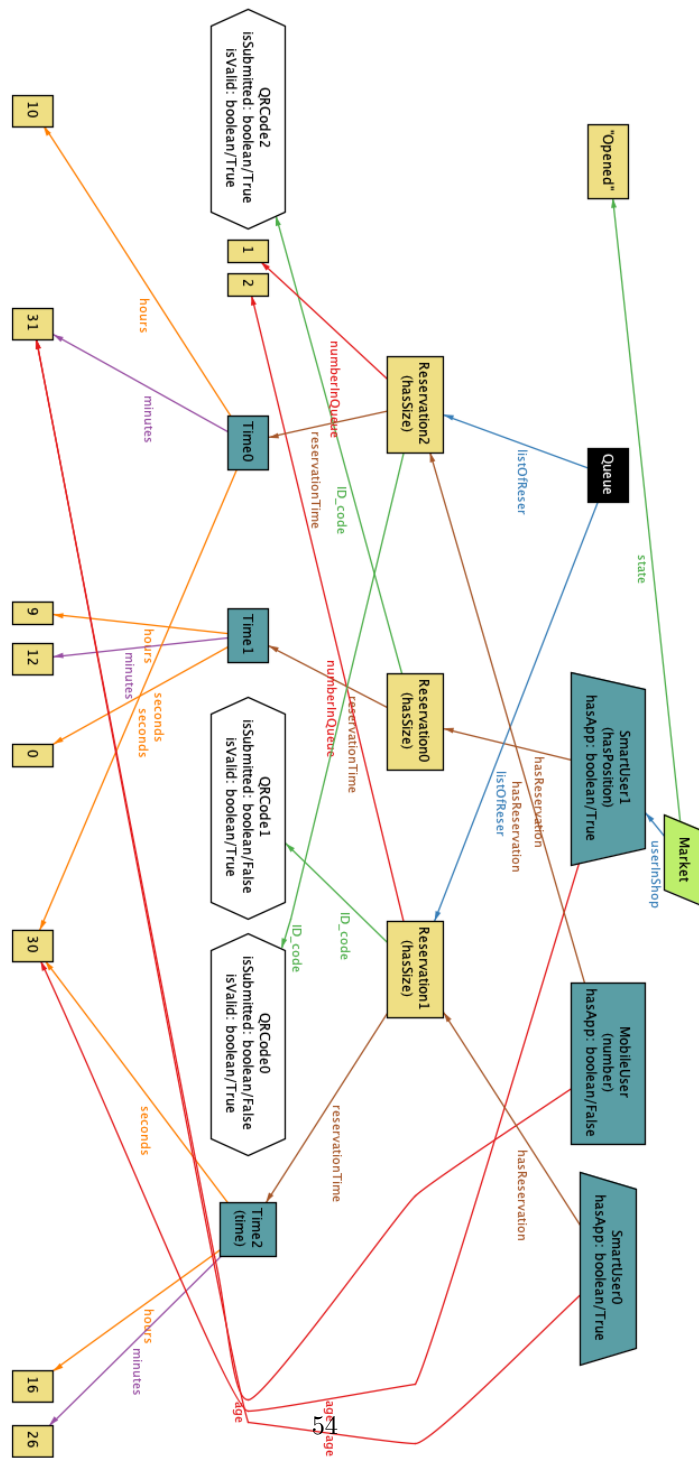 "Opened"
state
Market
userInShop
Queue
listOfReser
listOfReser
SmartUser1
(hasPosition)
hasApp: boolean/True
MobileUser
(number)
hasApp: boolean/False
SmartUser0
hasApp: boolean/True
hasReservation
hasReservation
hasReservation
Reservation2
(hasSize)
Reservation0
(hasSize)
Reservation1
(hasSize)
numberInQueue
reservationTime
ID_code
numberInQueue
reservationTime
ID_code
ID_code
reservationTime
QRCode2
isSubmitted: boolean/True
isValid: boolean/True
1
2
Time0
Time1
QRCode1
isSubmitted: boolean/False
isValid: boolean/True
QRCode0
isSubmitted: boolean/False
isValid: boolean/True
Time2
(time)
hours
minutes
hours
minutes
seconds
seconds
seconds
hours
minutes
age
age
age
10
31
9
12
0
30
16
26
54